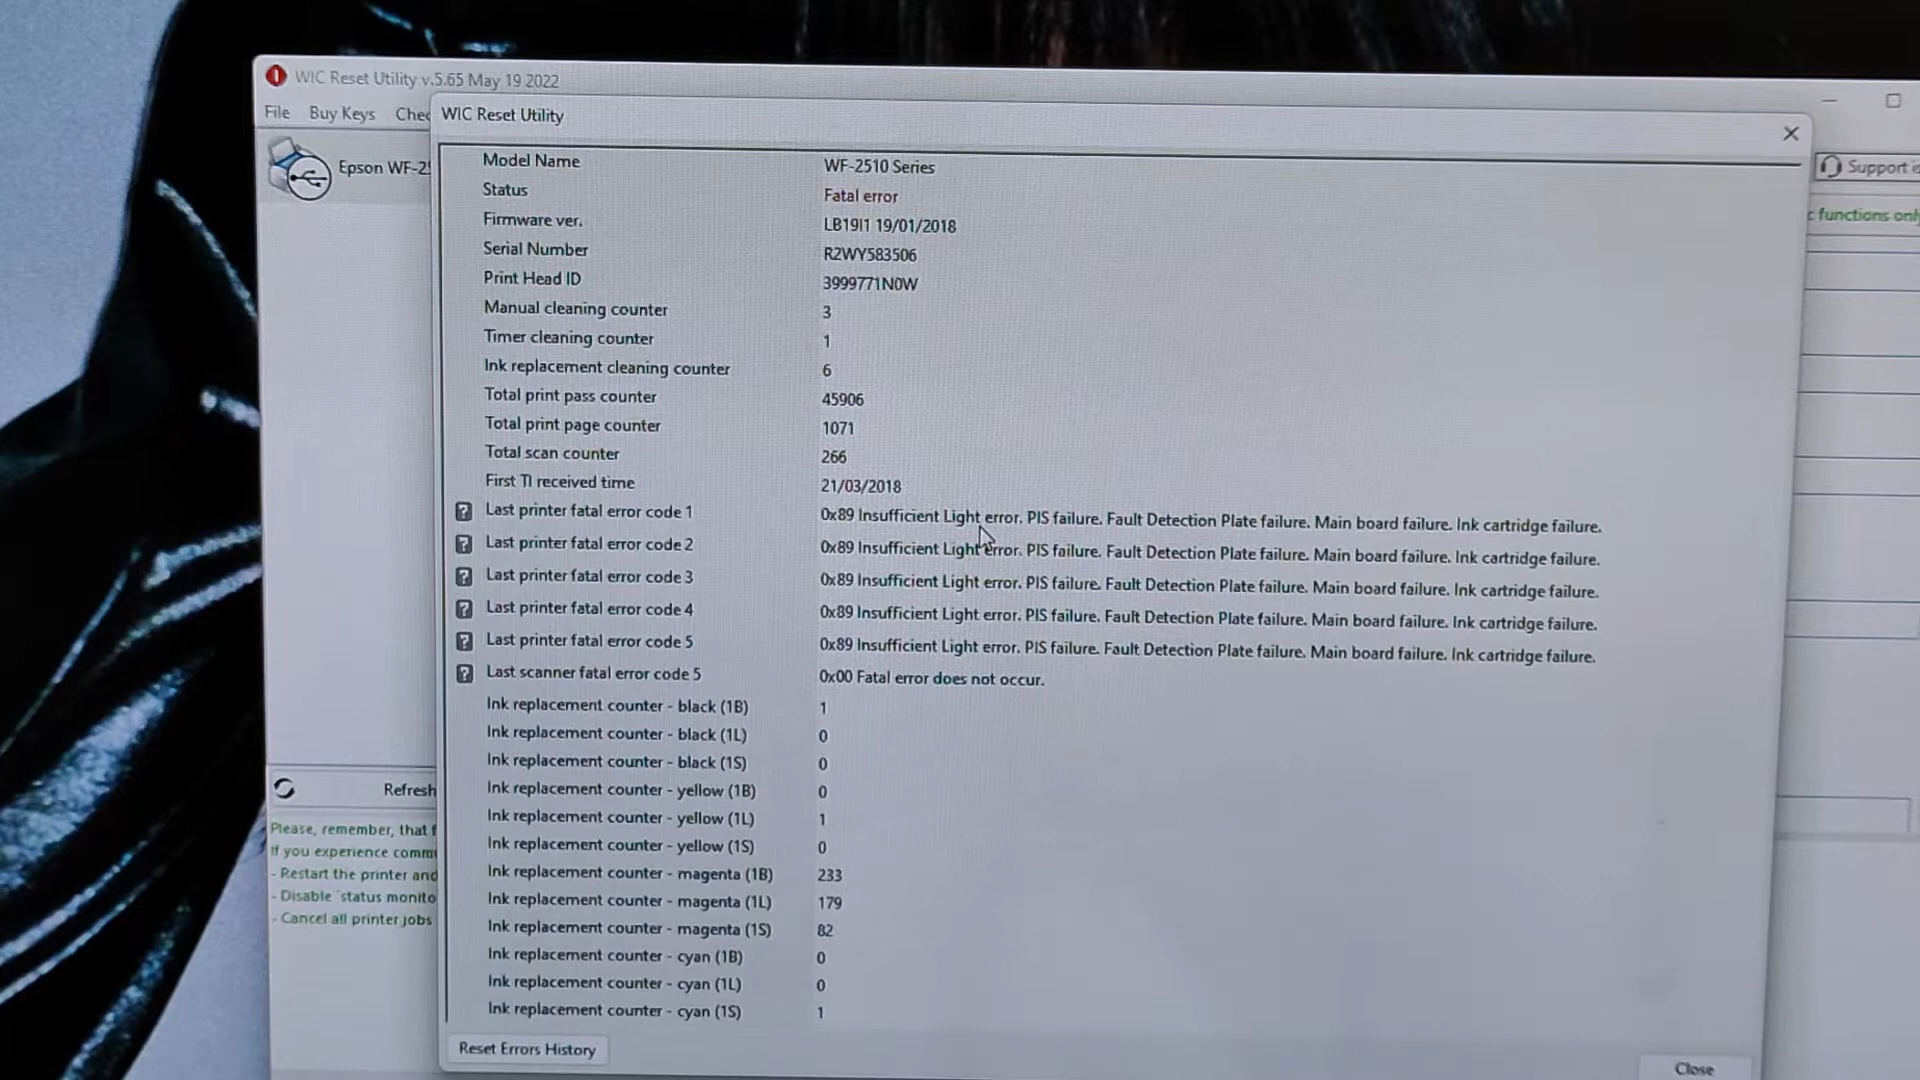 WIC Reset Utility v.5.65 May 19 2022
File Buy Keys
WIC Reset Utility
Epson
Support
functions
Model Name WF-2510 Series
Status Fatal error
Firmware ver. LB19I1 19/01/2018
Serial Number R2WY583506
Print Head ID 3999771N0W
Manual cleaning counter 3
Timer cleaning counter 1
Ink replacement cleaning counter 6
Total print pass counter 45906
Total print page counter 1071
Total scan counter 266
First TI received time 21/03/2018
Last printer fatal error code 1 0x89 Insufficient Light error. PIS failure. Fault Detection Plate failure. Main board failure. Ink cartridge failure.
Last printer fatal error code 2 0x89 Insufficient Light error. PIS failure. Fault Detection Plate failure. Main board failure. Ink cartridge failure.
Last printer fatal error code 3 0x89 Insufficient Light error. PIS failure. Fault Detection Plate failure. Main board failure. Ink cartridge failure.
Last printer fatal error code 4 0x89 Insufficient Light error. PIS failure. Fault Detection Plate failure. Main board failure. Ink cartridge failure.
Last printer fatal error code 5 0x89 Insufficient Light error. PIS failure. Fault Detection Plate failure. Main board failure. Ink cartridge failure.
Last scanner fatal error code 5 0x00 Fatal error does not occur.
Ink replacement counter - black (1B) 1
Ink replacement counter - black (1L) 0
Ink replacement counter - black (1S) 0
Ink replacement counter - yellow (1B) 0
Ink replacement counter - yellow (1L) 1
Ink replacement counter - yellow (1S) 0
Ink replacement counter - magenta (1B) 233
Ink replacement counter - magenta (1L) 179
Ink replacement counter - magenta (1S) 82
Ink replacement counter - cyan (1B) 0
Ink replacement counter - cyan (1L) 0
Ink replacement counter - cyan (1S) 1
Refresh
Please, remember, that
If you experience
- Restart the printer and
- Disable `status
- Cancel all printer jobs
Reset Errors History
Close